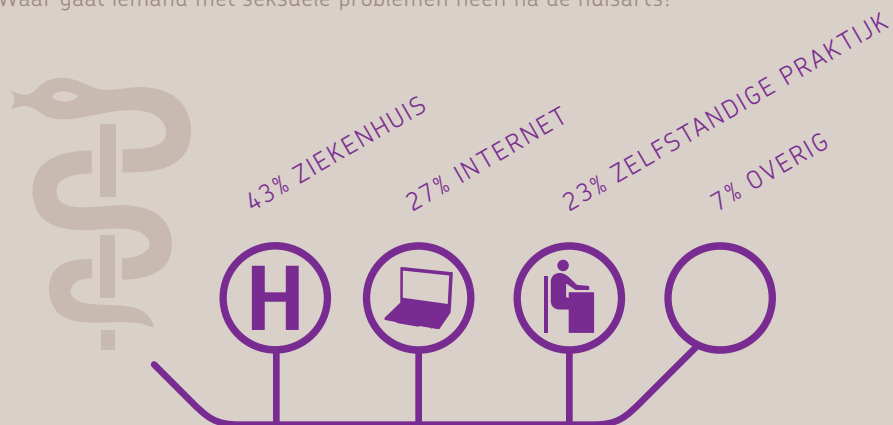 Waar gaat iemand met seksuele problemen heen na de huisarts?
43% ZIEKENHUIS
27% INTERNET
23% ZELFSTANDIGE PRAKTIJK
7% OVERIG
H